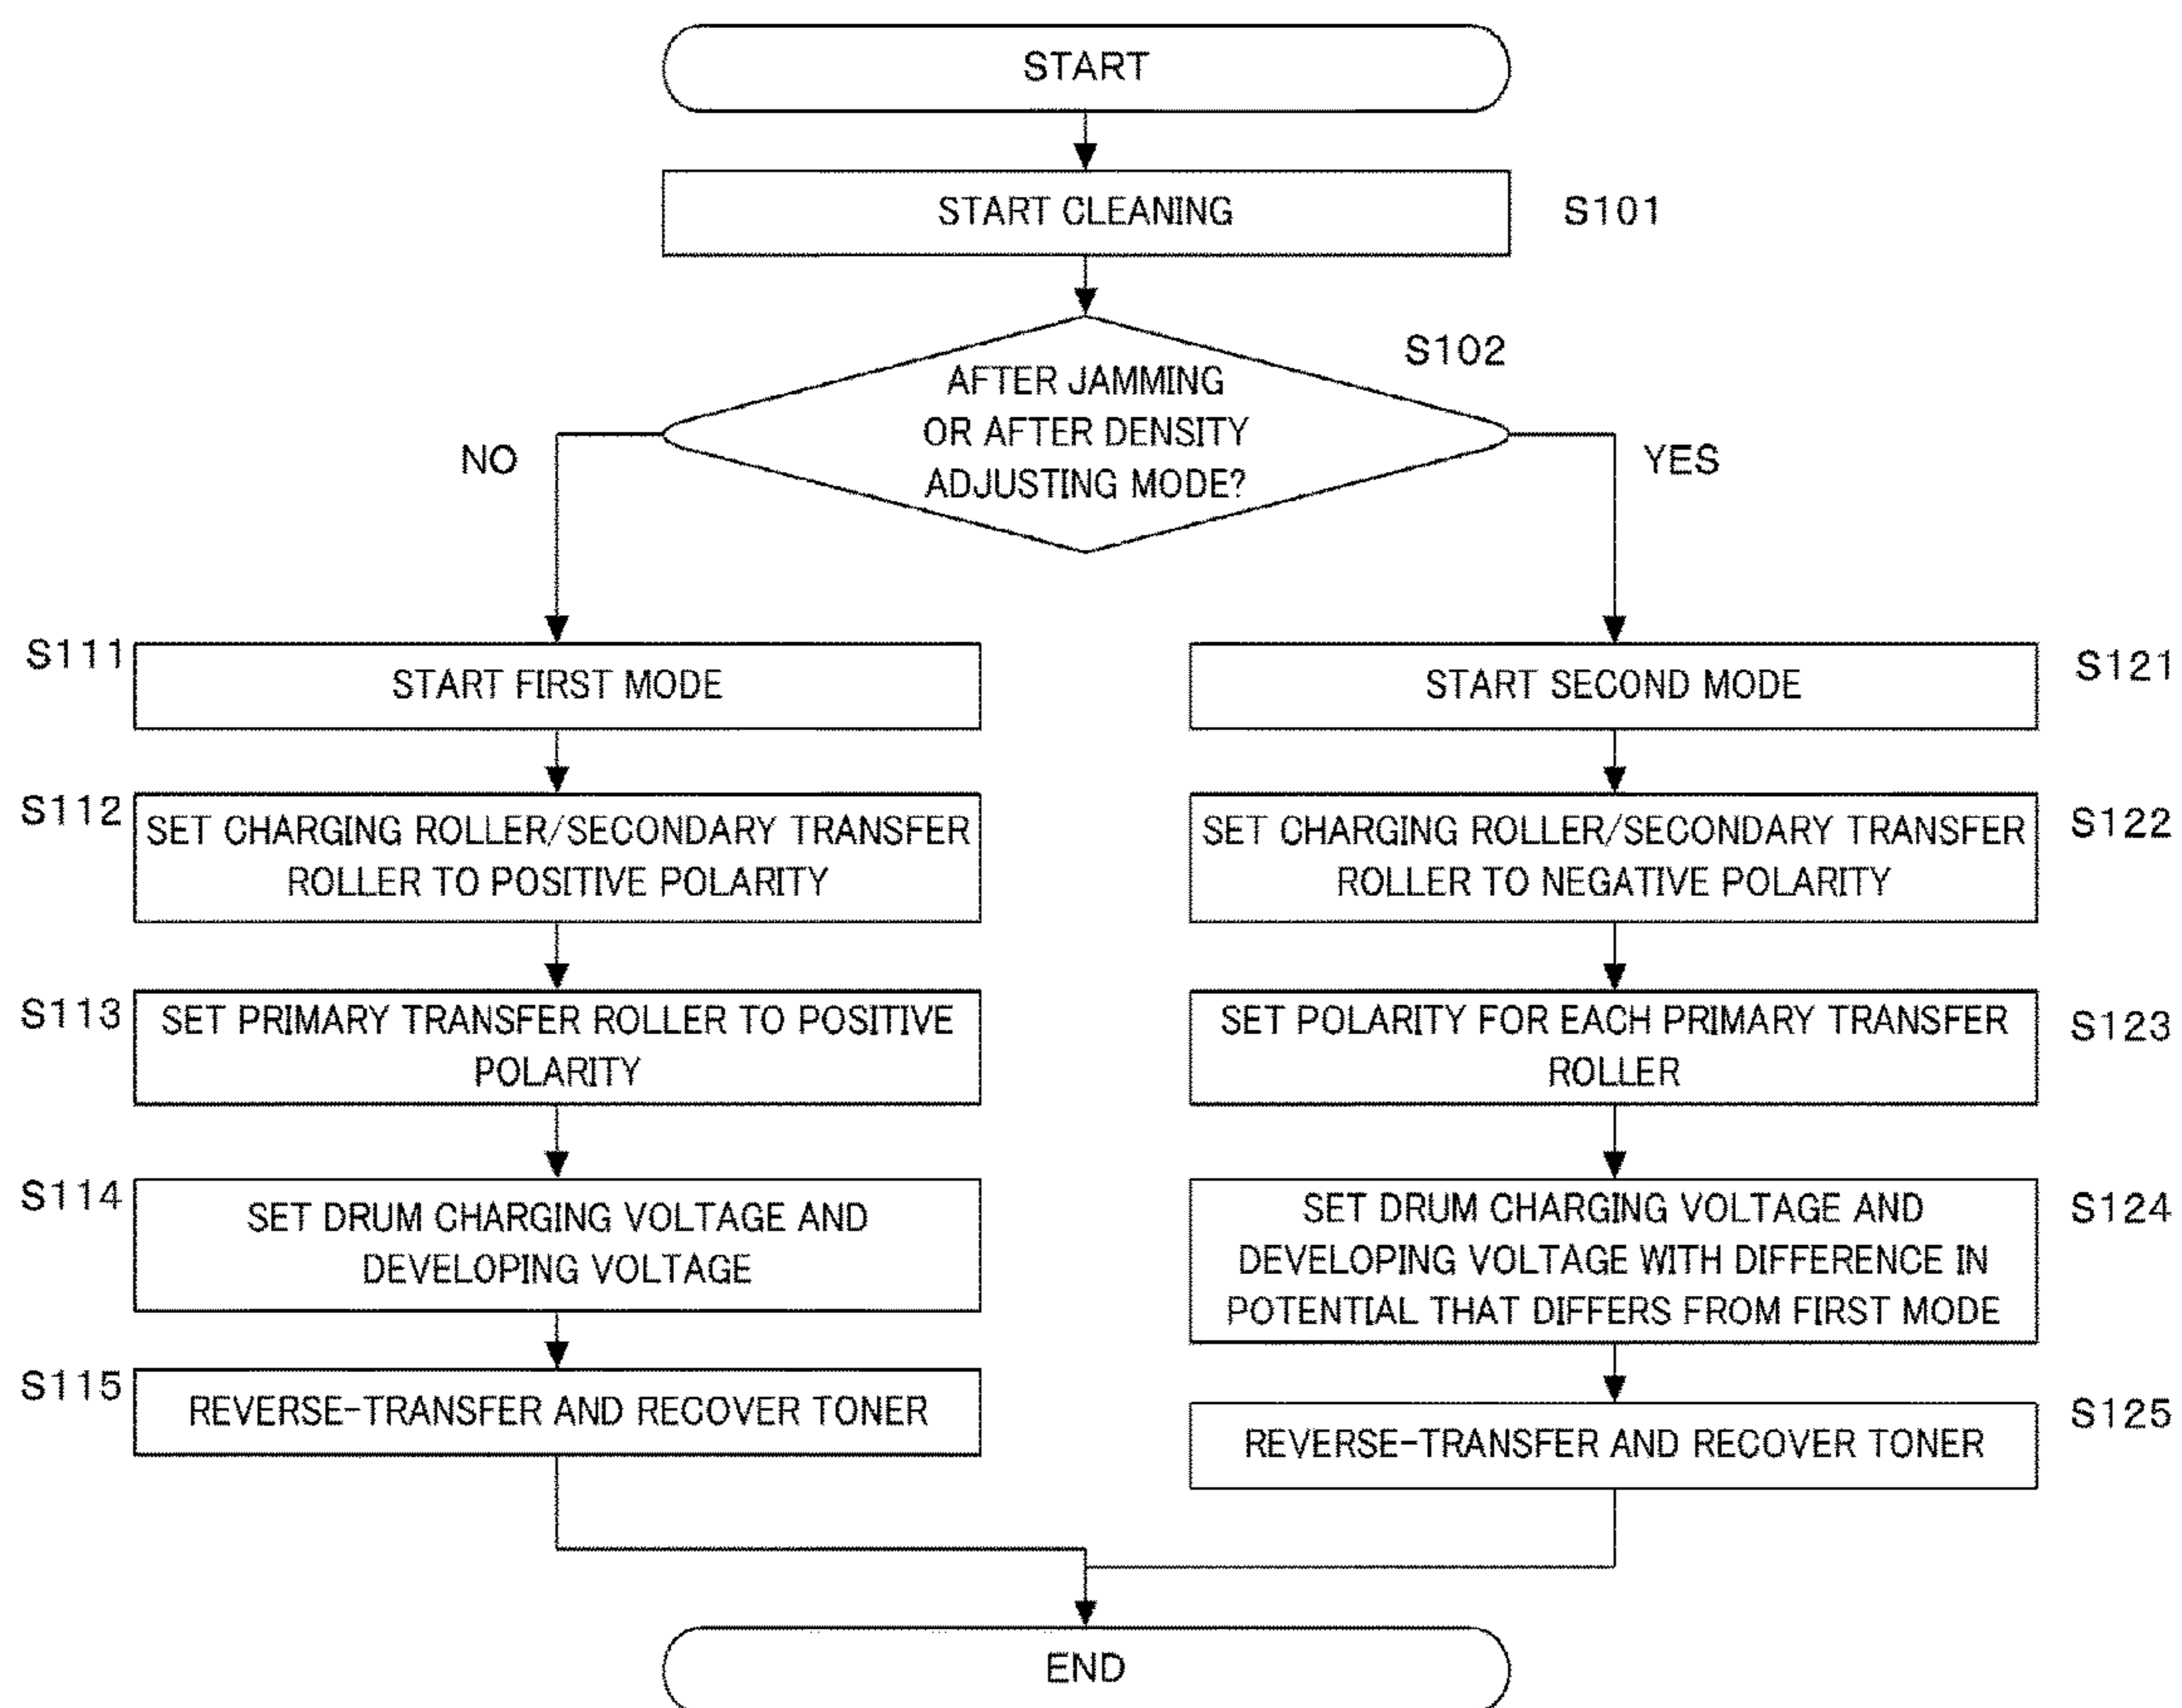 START
START CLEANING
S101
S102
AFTER JAMMING
OR AFTER DENSITY
ADJUSTING MODE?
NO
YES
S111
START FIRST MODE
START SECOND MODE
S121
S112
SET CHARGING ROLLER/SECONDARY TRANSFER
ROLLER TO POSITIVE POLARITY
SET CHARGING ROLLER/SECONDARY TRANSFER
ROLLER TO NEGATIVE POLARITY
S122
S113
SET PRIMARY TRANSFER ROLLER TO POSITIVE
POLARITY
SET POLARITY FOR EACH PRIMARY TRANSFER
ROLLER
S123
S114
SET DRUM CHARGING VOLTAGE AND
DEVELOPING VOLTAGE
SET DRUM CHARGING VOLTAGE AND
DEVELOPING VOLTAGE WITH DIFFERENCE IN
POTENTIAL THAT DIFFERS FROM FIRST MODE
S124
S115
REVERSE-TRANSFER AND RECOVER TONER
REVERSE-TRANSFER AND RECOVER TONER
S125
END